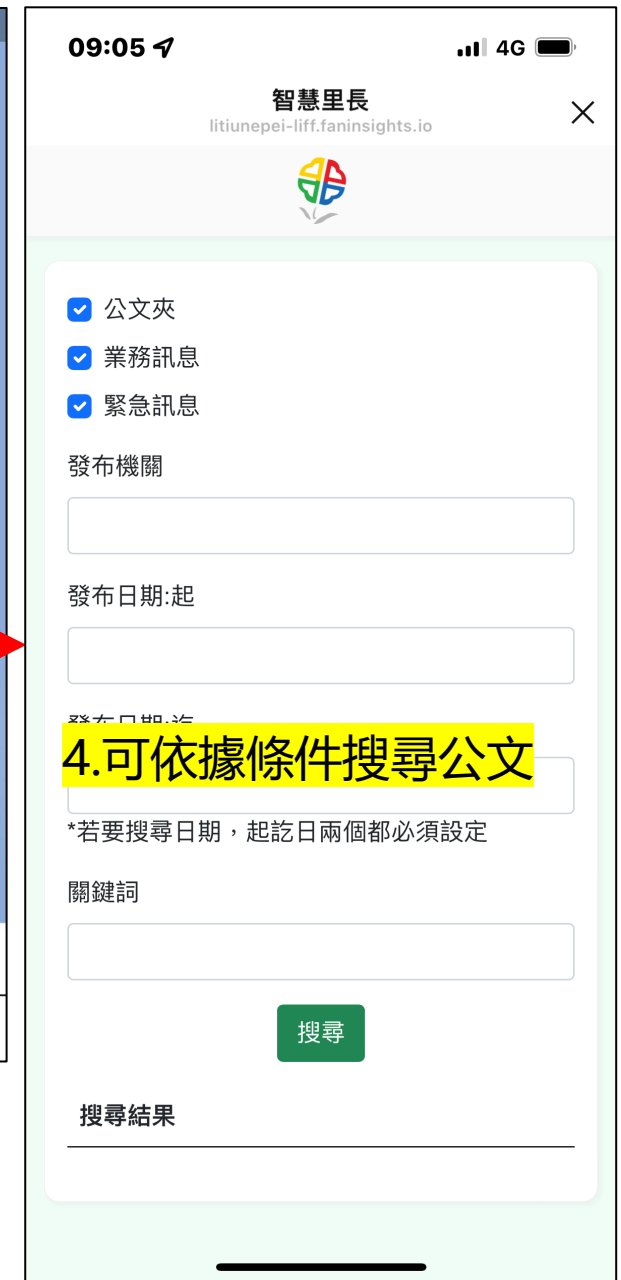 09:05
4G
智慧里長
litiunepei-liff.faninsights.io
公文夾
業務訊息
緊急訊息
發布機關
發布日期:起
4.可依據條件搜尋公文
*若要搜尋日期，起訖日兩個都必須設定
關鍵詞
搜尋
搜尋結果